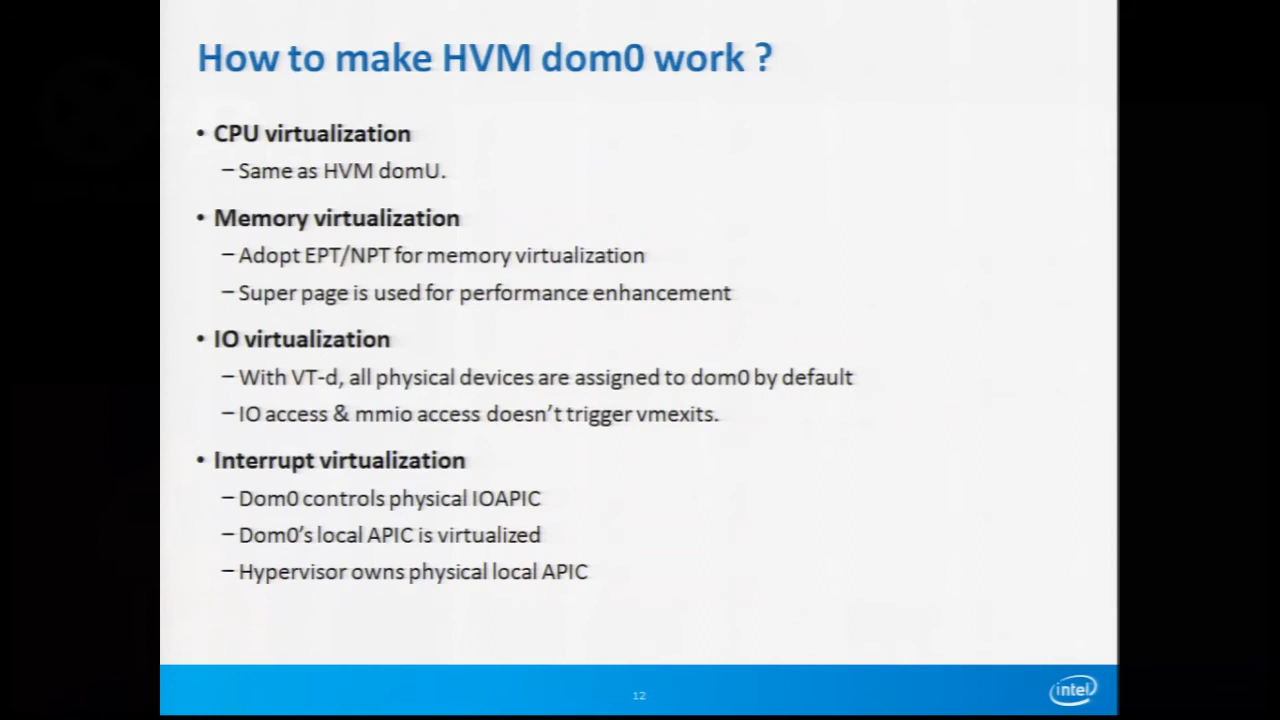 How to make HVM dom0 work ?
• CPU virtualization
– Same as HVM domU.
• Memory virtualization
– Adopt EPT/NPT for memory virtualization
– Super page is used for performance enhancement
• IO virtualization
– With VT-d, all physical devices are assigned to dom0 by default
– IO access & mmio access doesn't trigger vmexits.
• Interrupt virtualization
– Dom0 controls physical IOAPIC
– Dom0's local APIC is virtualized
– Hypervisor owns physical local APIC
12
intel